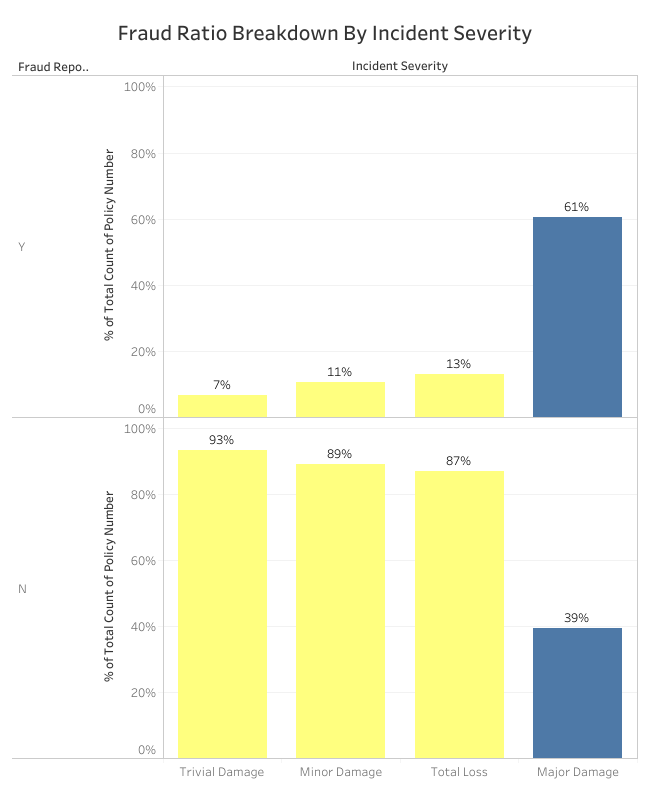 Fraud Ratio Breakdown By Incident Severity
Fraud Repo..
Incident Severity
Y
% of Total Count of Policy Number
100%
80%
60%
40%
20%
0%
7%
11%
13%
61%
N
% of Total Count of Policy Number
100%
80%
60%
40%
20%
0%
93%
89%
87%
39%
Trivial Damage
Minor Damage
Total Loss
Major Damage